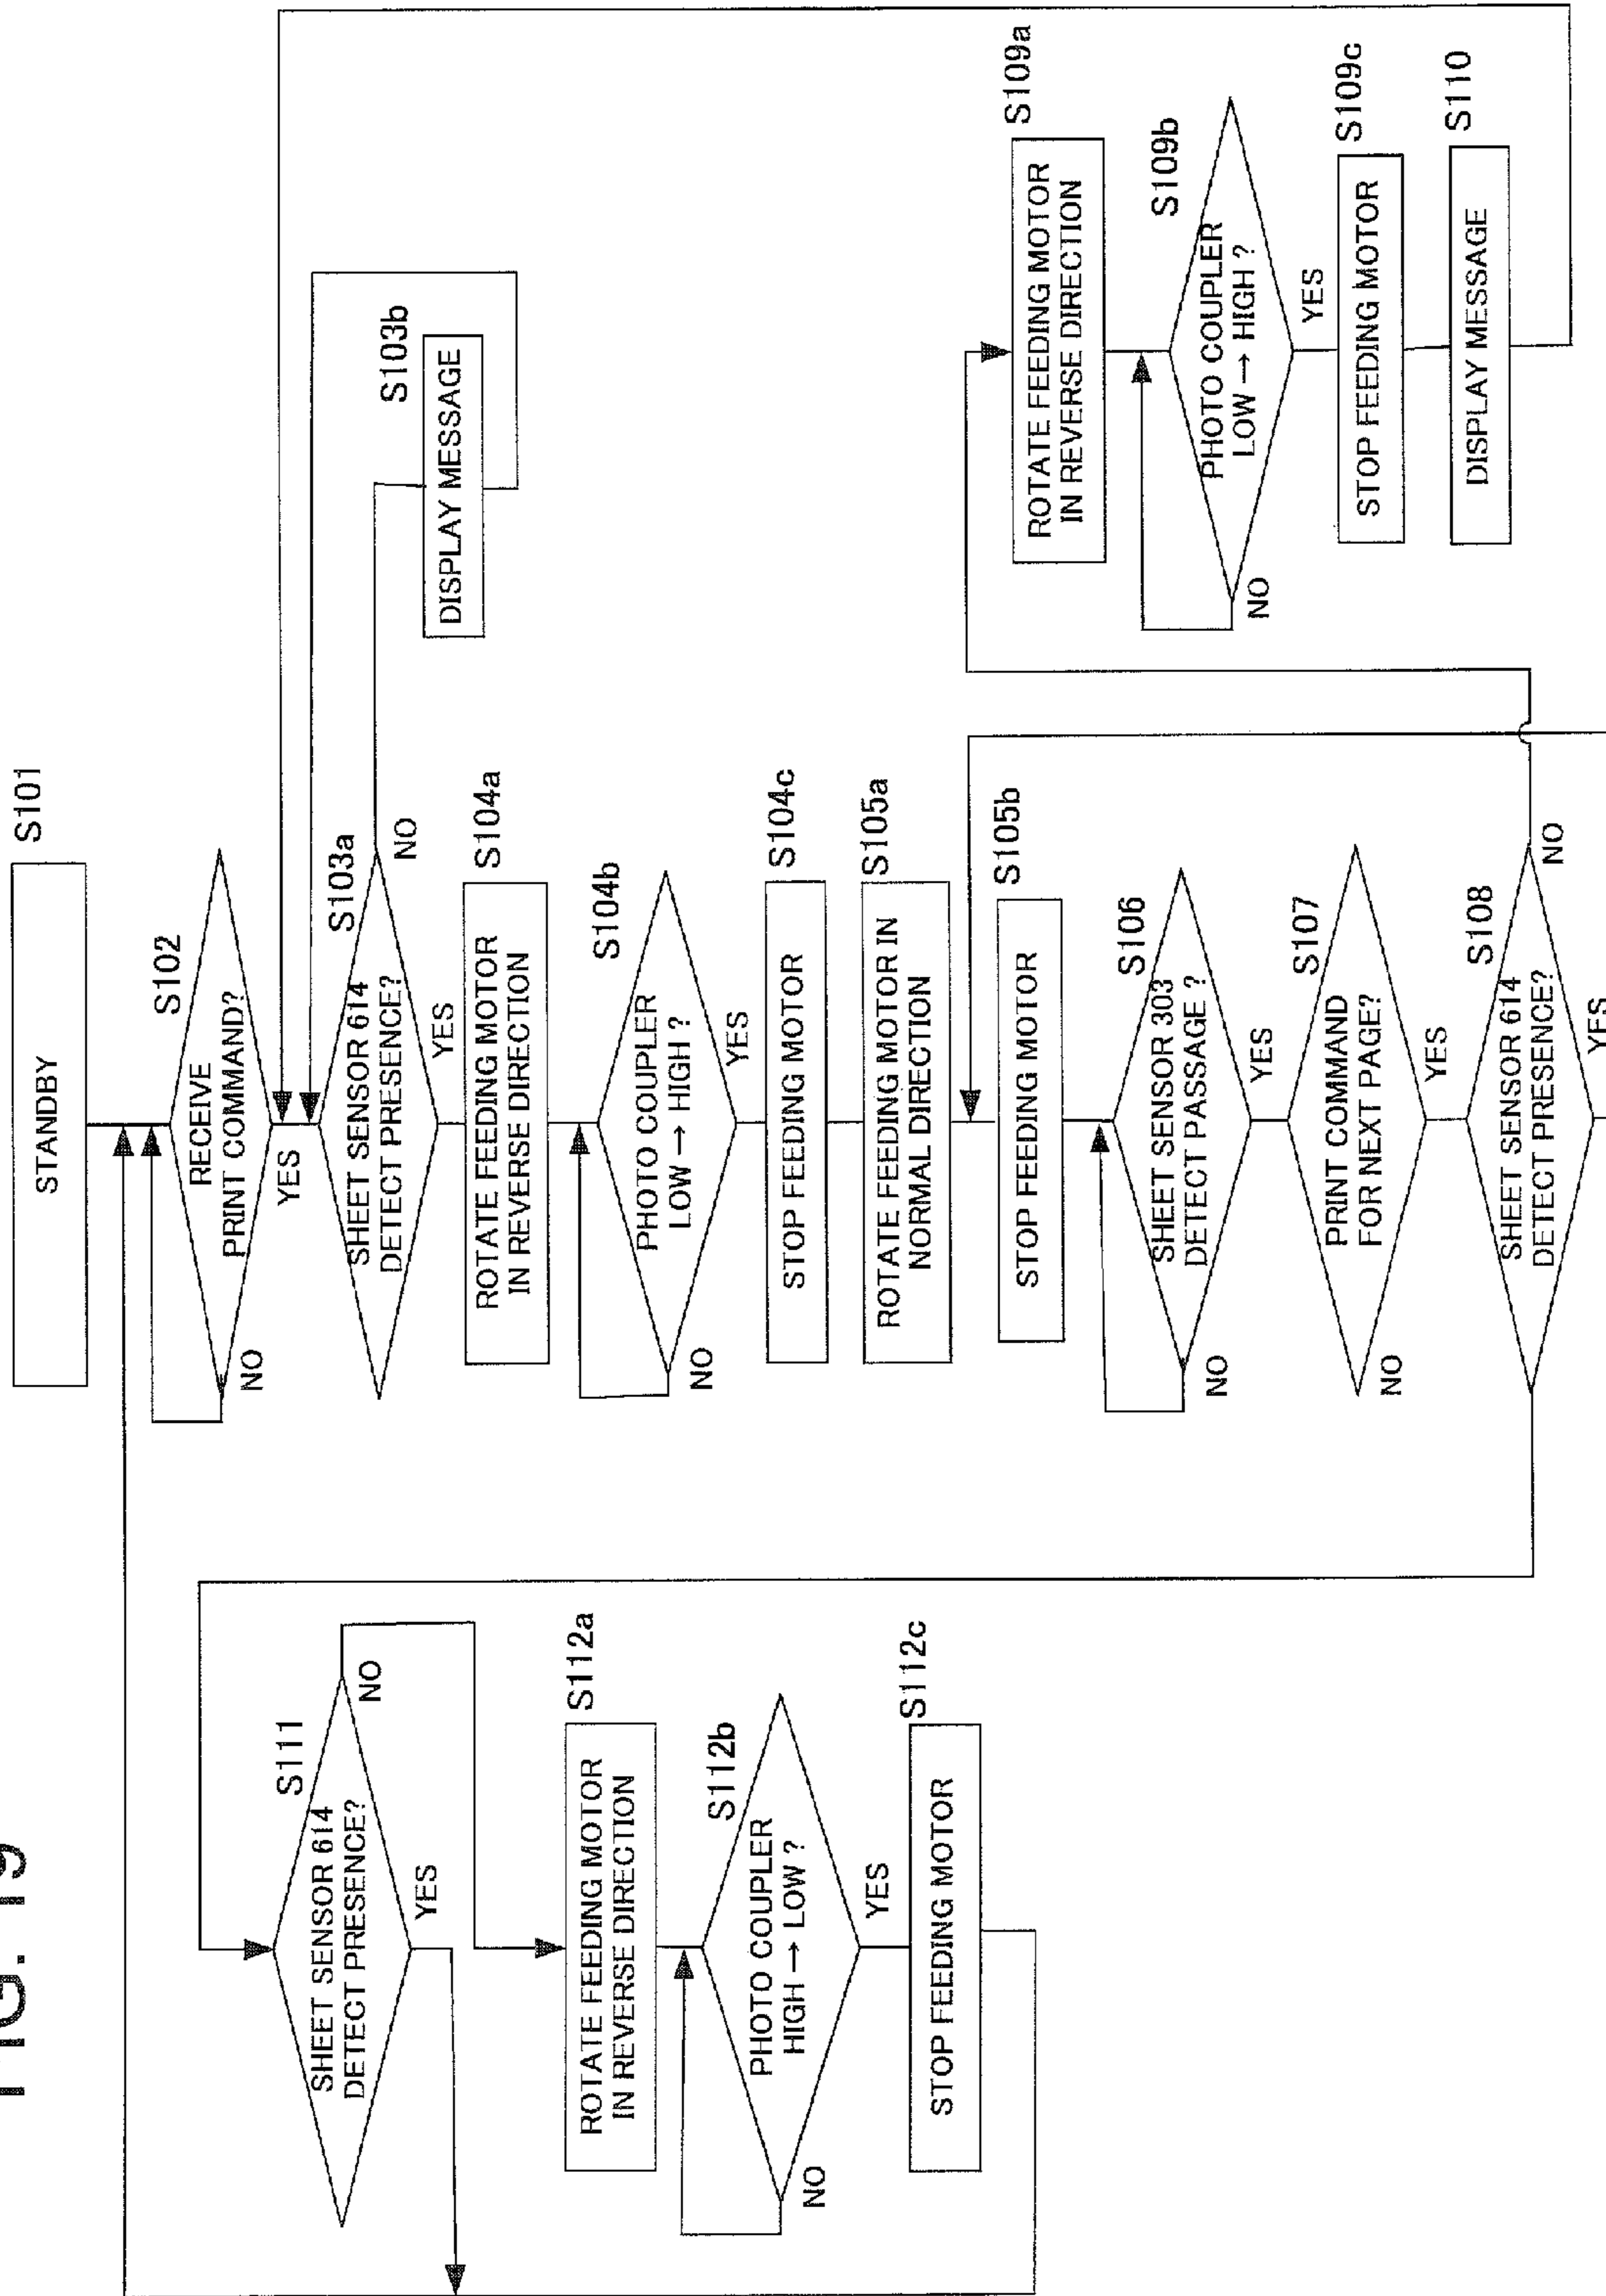 FIG. 19
STANDBY
S101
RECEIVE
PRINT COMMAND?
S102
NO
YES
SHEET SENSOR 614
DETECT PRESENCE?
S103a
NO
YES
DISPLAY MESSAGE
S103b
ROTATE FEEDING MOTOR
IN REVERSE DIRECTION
S104a
PHOTO COUPLER
LOW → HIGH ?
S104b
NO
YES
STOP FEEDING MOTOR
S104c
ROTATE FEEDING MOTOR IN
NORMAL DIRECTION
S105a
STOP FEEDING MOTOR
S105b
SHEET SENSOR 303
DETECT PASSAGE ?
S106
NO
YES
PRINT COMMAND
FOR NEXT PAGE?
S107
NO
YES
SHEET SENSOR 614
DETECT PRESENCE?
S108
NO
YES
ROTATE FEEDING MOTOR
IN REVERSE DIRECTION
S109a
PHOTO COUPLER
LOW → HIGH ?
S109b
NO
YES
STOP FEEDING MOTOR
S109c
DISPLAY MESSAGE
S110
SHEET SENSOR 614
DETECT PRESENCE?
S111
NO
YES
ROTATE FEEDING MOTOR
IN REVERSE DIRECTION
S112a
PHOTO COUPLER
HIGH → LOW ?
S112b
NO
YES
STOP FEEDING MOTOR
S112c